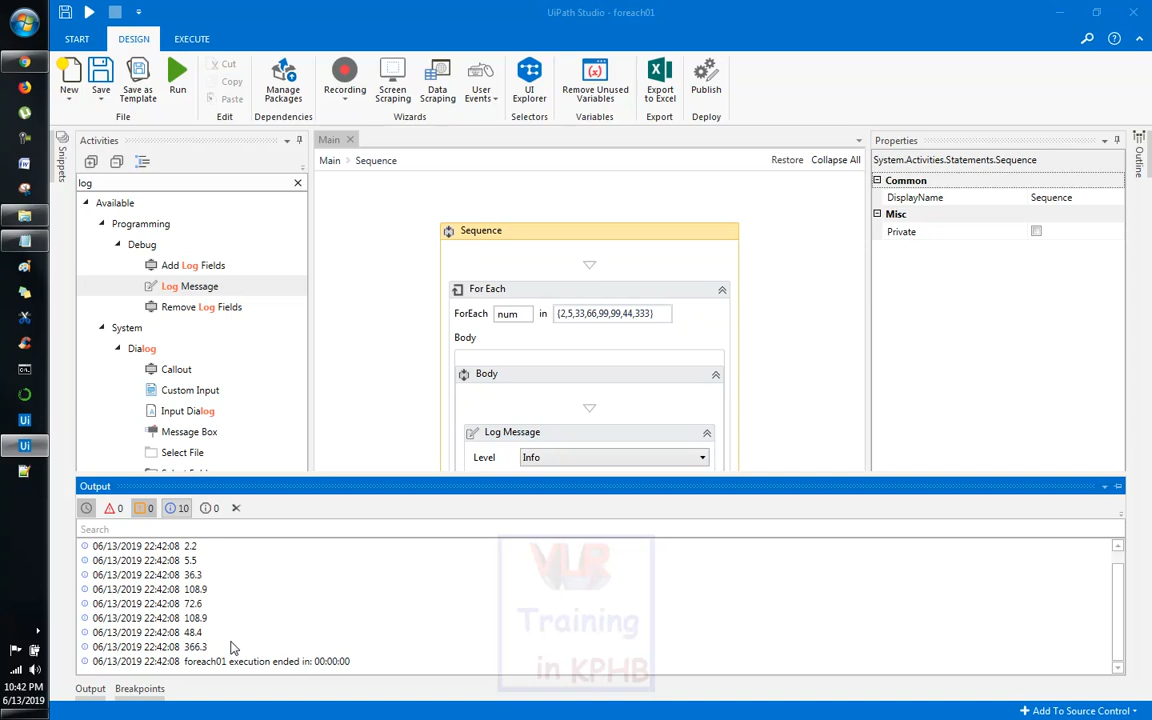 UiPath Studio - foreach01
START
DESIGN
EXECUTE
New
Save
Save as Template
Run
Cut
Copy
Paste
Manage Packages
Recording
Screen Scraping
Data Scraping
User Events
UI Explorer
Remove Unused Variables
Export to Excel
Publish
File
Edit
Dependencies
Wizards
Selectors
Variables
Export
Deploy
Snippets
Activities
log
Available
Programming
Debug
Add Log Fields
Log Message
Remove Log Fields
System
Dialog
Callout
Custom Input
Input Dialog
Message Box
Select File
Main
Main > Sequence
Restore
Collapse All
Sequence
For Each
ForEach num in {2,5,33,66,99,99,44,333}
Body
Body
Log Message
Level Info
Properties
System.Activities.Statements.Sequence
Common
DisplayName Sequence
Misc
Private
Outline
Output
0
0
10
0
Search
06/13/2019 22:42:08 2.2
06/13/2019 22:42:08 5.5
06/13/2019 22:42:08 36.3
06/13/2019 22:42:08 108.9
06/13/2019 22:42:08 72.6
06/13/2019 22:42:08 108.9
06/13/2019 22:42:08 48.4
06/13/2019 22:42:08 366.3
06/13/2019 22:42:08 foreach01 execution ended in: 00:00:00
VLR
Training
in KPHB
Output
Breakpoints
Add To Source Control
10:42 PM
6/13/2019